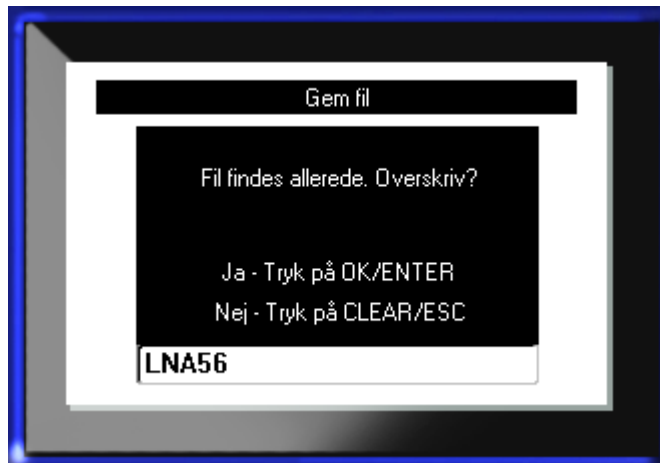 Gem fil
Fil findes allerede. Overskriv?
Ja - Tryk på OK/ENTER
Nej - Tryk på CLEAR/ESC
LNA56